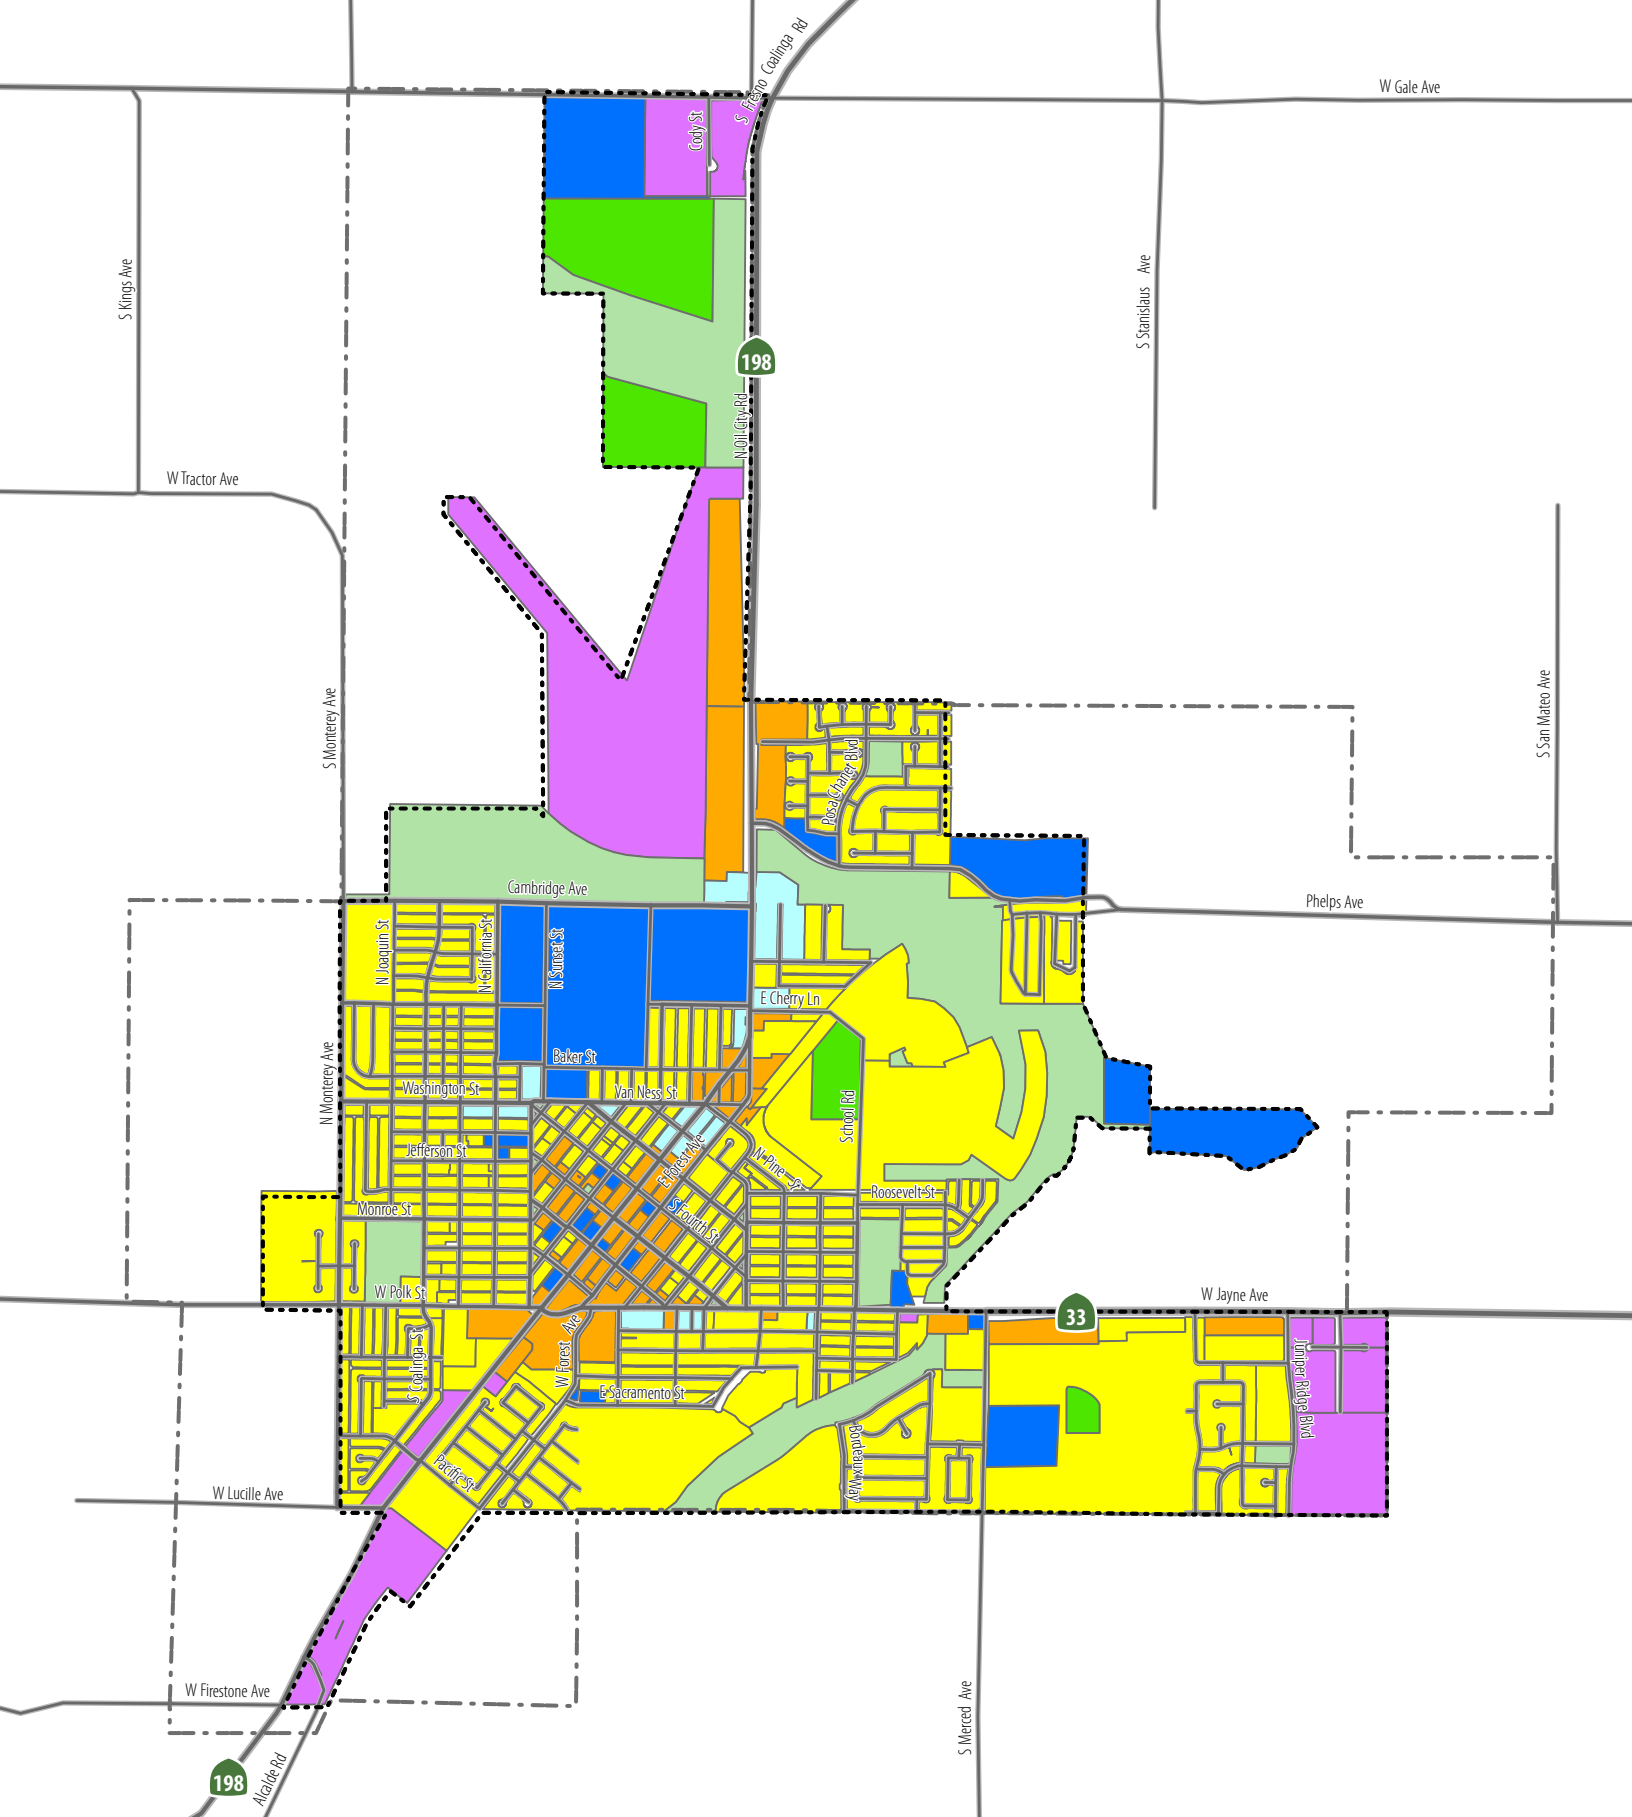 S Fresno Coalinga Rd
W Gale Ave
Cody St
S Kings Ave
S Stanislaus Ave
198
N Oil City Rd
W Tractor Ave
S Monterey Ave
S San Mateo Ave
Posa Chanet Blvd
Cambridge Ave
Phelps Ave
N Joaquin St
N California St
N Sunset St
E Cherry Ln
N Monterey Ave
Baker St
Washington St
Van Ness St
School Rd
Jefferson St
E Forest Ave
N Pine St
Roosevelt St
Monroe St
S Fourth St
W Polk St
W Jayne Ave
33
S Coalinga St
W Forest Ave
Juniper Ridge Blvd
E Sacramento St
Bordeaux Way
Pacific St
W Lucille Ave
W Firestone Ave
S Merced Ave
198
Alcalde Rd